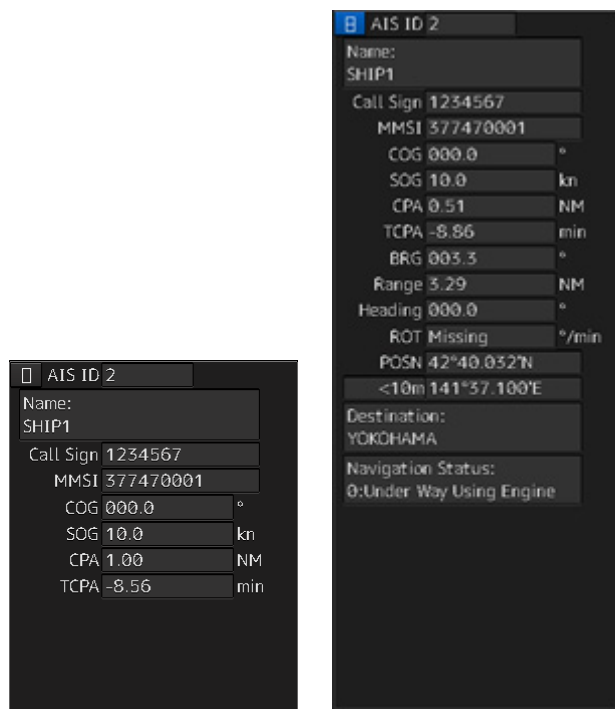 AIS ID 2
Name:
SHIP1
Call Sign 1234567
MMSI 377470001
COG 000.0 °
SOG 10.0 kn
CPA 1.00 NM
TCPA -8.56 min
AIS ID 2
Name:
SHIP1
Call Sign 1234567
MMSI 377470001
COG 000.0 °
SOG 10.0 kn
CPA 0.51 NM
TCPA -8.86 min
BRG 003.3 °
Range 3.29 NM
Heading 000.0 °
ROT Missing °/min
POSN 42°40.032'N
<10m 141°37.100'E
Destination:
YOKOHAMA
Navigation Status:
0:Under Way Using Engine